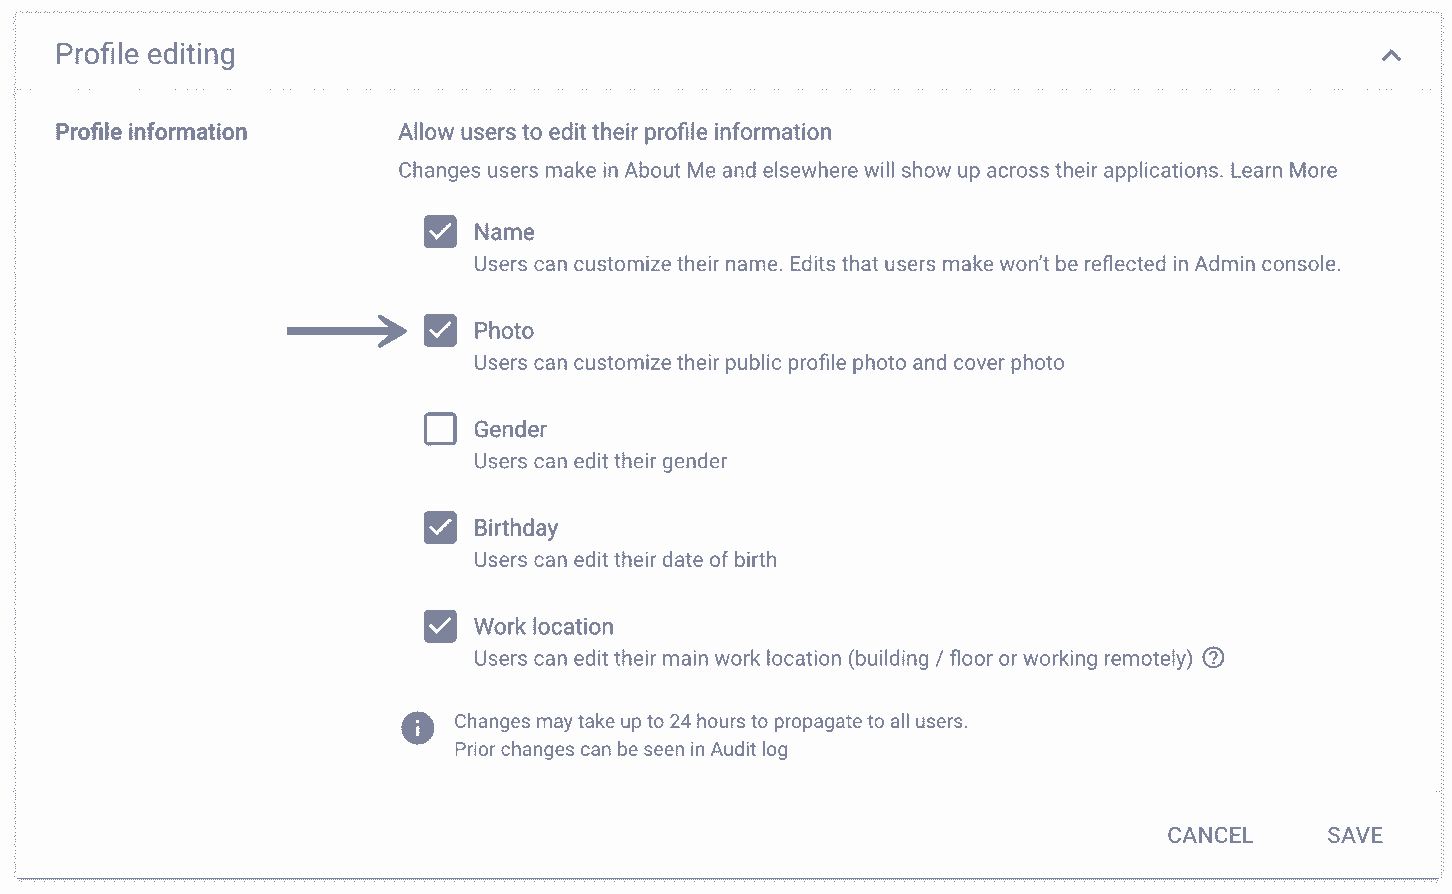 Profile editing
Profile information
Allow users to edit their profile information
Changes users make in About Me and elsewhere will show up across their applications. Learn More
Name
Users can customize their name. Edits that users make won't be reflected in Admin console.
Photo
Users can customize their public profile photo and cover photo
Gender
Users can edit their gender
Birthday
Users can edit their date of birth
Work location
Users can edit their main work location (building / floor or working remotely)
Changes may take up to 24 hours to propagate to all users.
Prior changes can be seen in Audit log
CANCEL SAVE